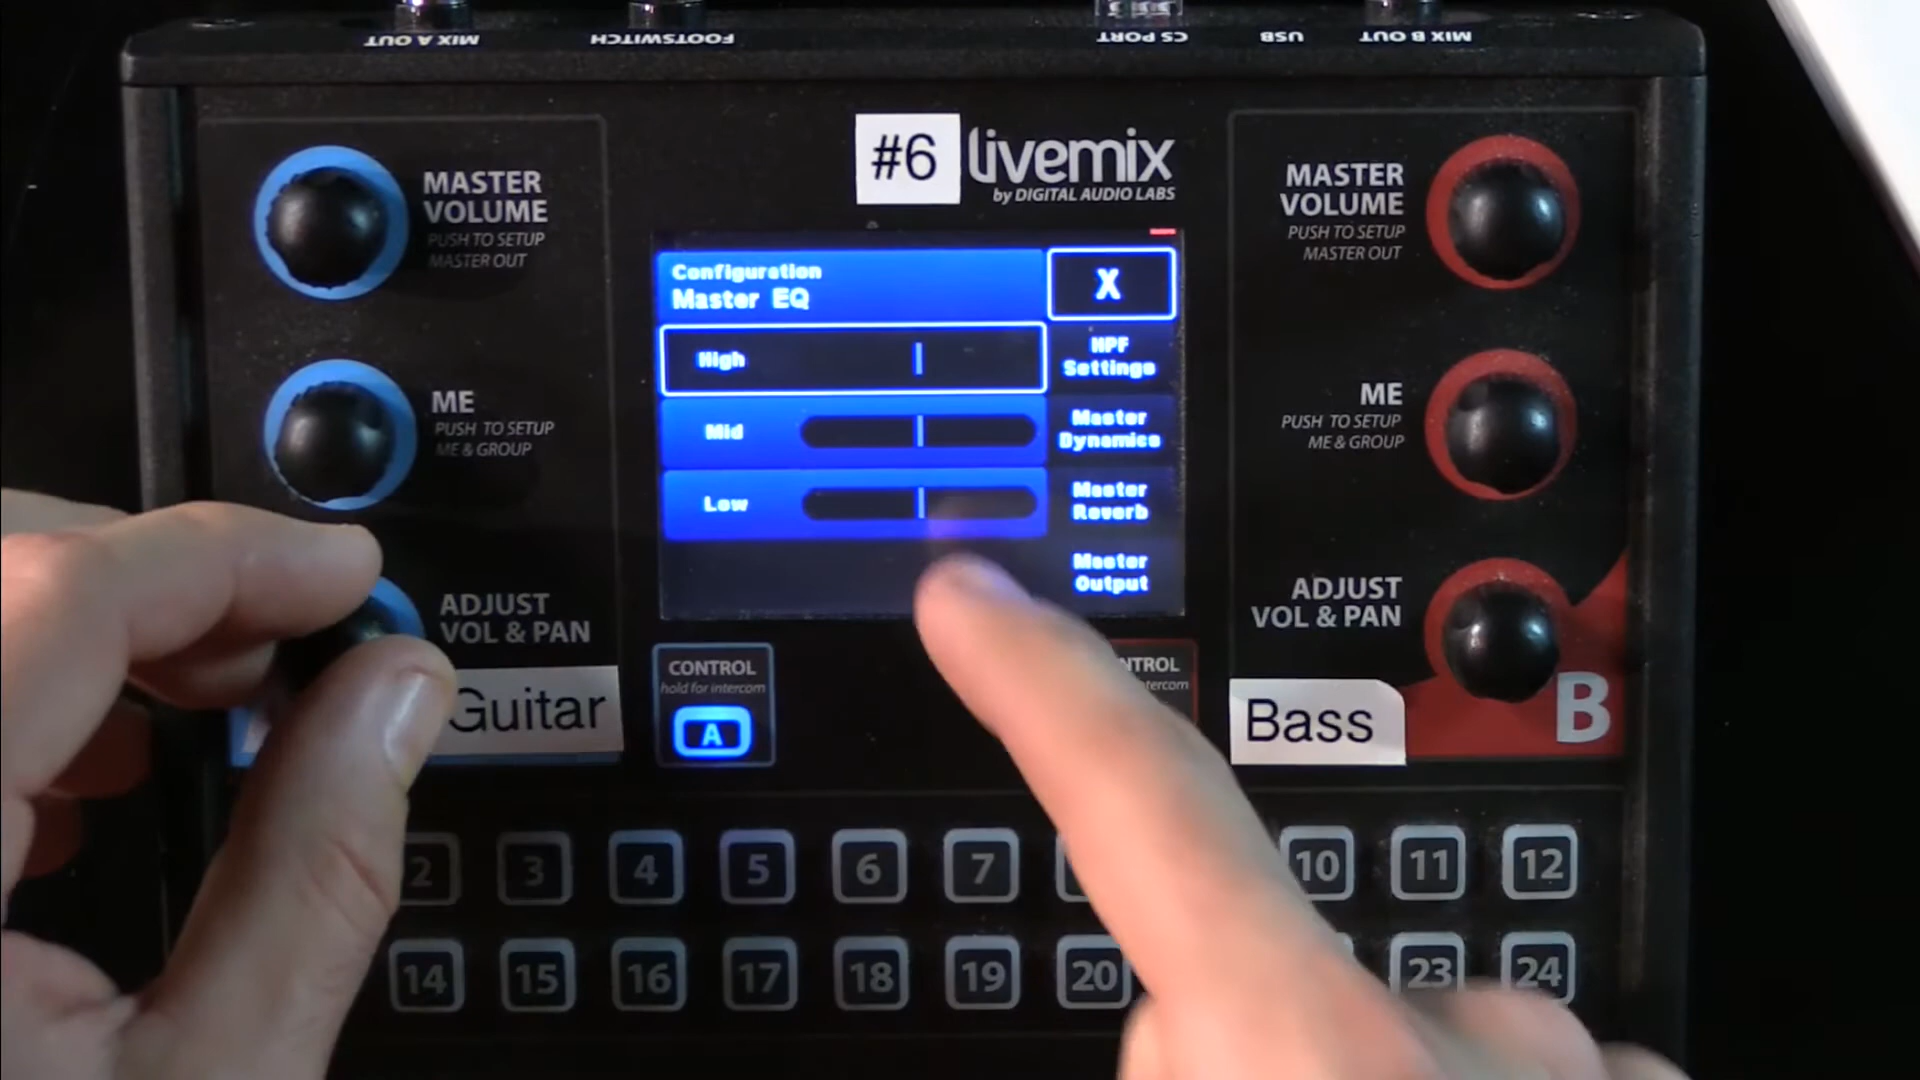 MIX A OUT
FOOTSWITCH
CS PORT
USB
MIX B OUT
#6
livemix
by DIGITAL AUDIO LABS
MASTER
VOLUME
PUSH TO SETUP
MASTER OUT
ME
PUSH TO SETUP
ME & GROUP
ADJUST
VOL & PAN
Guitar
Configuration
Master EQ
X
High
Mid
Low
HPF
Settings
Master
Dynamics
Master
Reverb
Master
Output
MASTER
VOLUME
PUSH TO SETUP
MASTER OUT
ME
PUSH TO SETUP
ME & GROUP
ADJUST
VOL & PAN
Bass
B
CONTROL
hold for intercom
A
NTROL
tercom
2 3 4 5 6 7 10 11 12
14 15 16 17 18 19 20 23 24